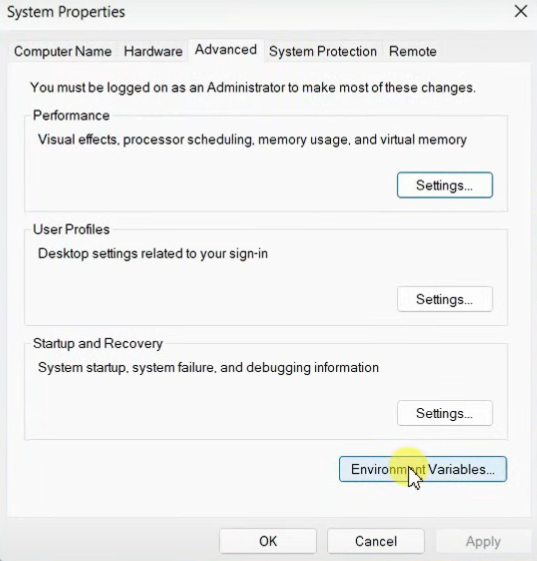 System Properties
Computer Name Hardware Advanced System Protection Remote
You must be logged on as an Administrator to make most of these changes.
Performance
Visual effects, processor scheduling, memory usage, and virtual memory
Settings...
User Profiles
Desktop settings related to your sign-in
Settings...
Startup and Recovery
System startup, system failure, and debugging information
Settings...
Environment Variables...
OK Cancel Apply